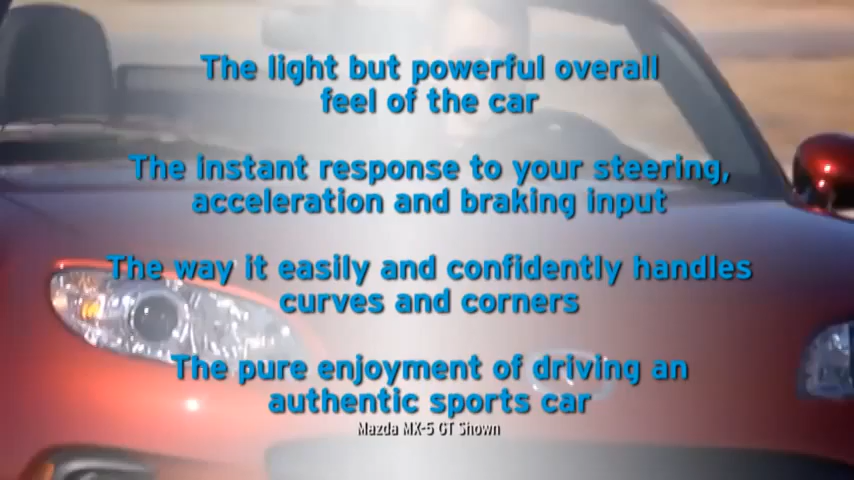 The light but powerful overall
feel of the car
The instant response to your steering,
acceleration and braking input
The way it easily and confidently handles
curves and corners
The pure enjoyment of driving an
authentic sports car
Mazda MX-5 GT Shown